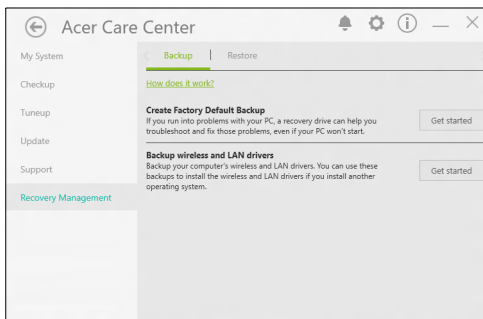 Acer Care Center
My System
Checkup
Tuneup
Update
Support
Recovery Management
Backup
Restore
How does it work?
Create Factory Default Backup
If you run into problems with your PC, a recovery drive can help you
troubleshoot and fix those problems, even if your PC won't start.
Get started
Backup wireless and LAN drivers
Backup your computer's wireless and LAN drivers. You can use these
backups to install the wireless and LAN drivers if you install another
operating system.
Get started